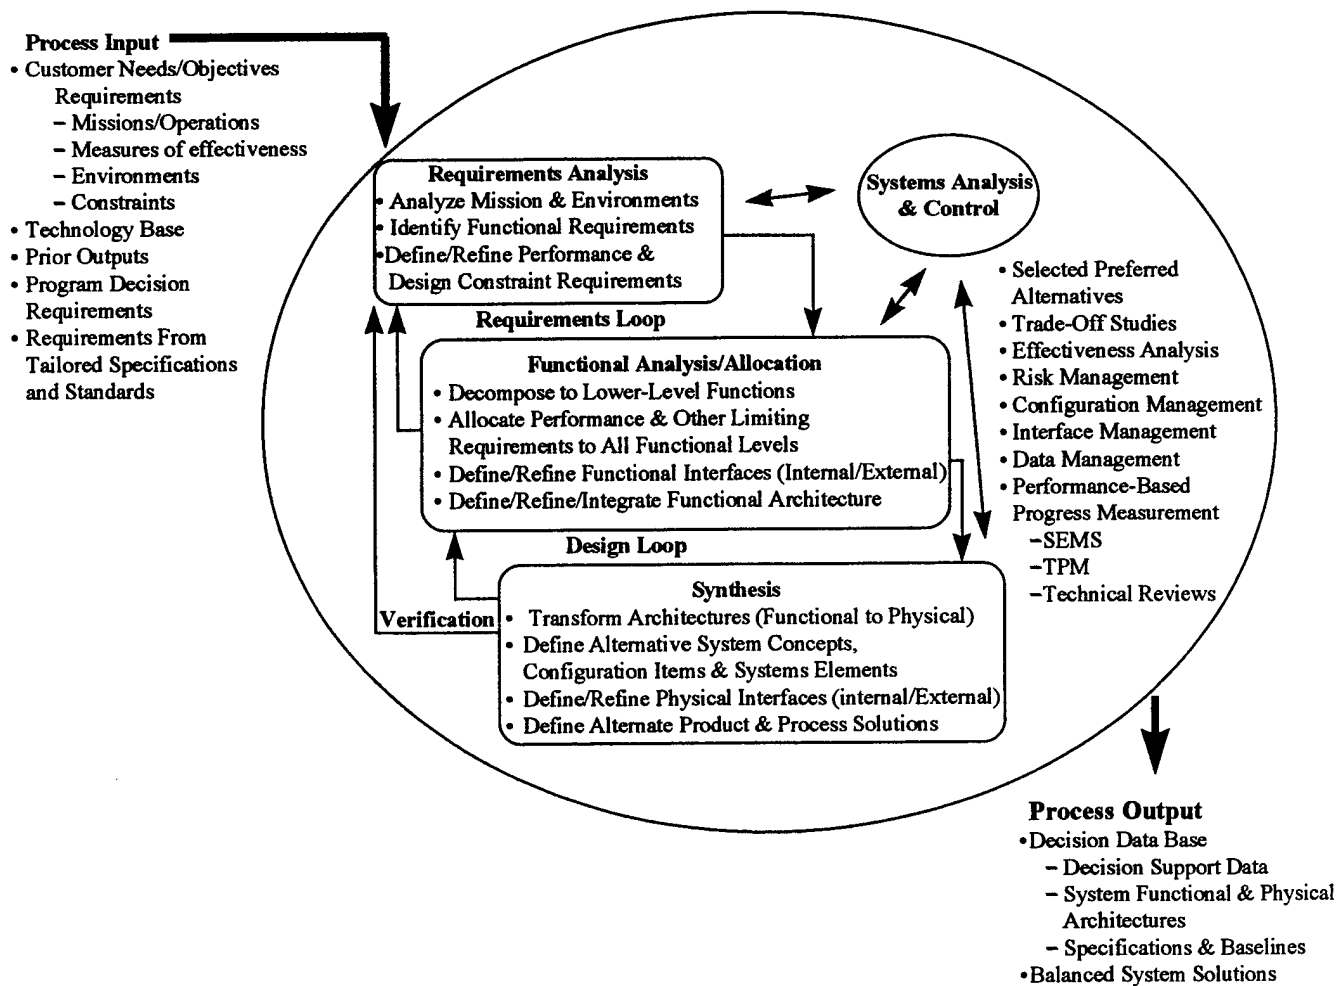 Process Input
• Customer Needs/Objectives
Requirements
– Missions/Operations
– Measures of effectiveness
– Environments
– Constraints
• Technology Base
• Prior Outputs
• Program Decision
Requirements
• Requirements From
Tailored Specifications
and Standards
Requirements Analysis
• Analyze Mission & Environments
• Identify Functional Requirements
•Define/Refine Performance &
Design Constraint Requirements
Requirements Loop
Functional Analysis/Allocation
• Decompose to Lower-Level Functions
• Allocate Performance & Other Limiting
Requirements to All Functional Levels
• Define/Refine Functional Interfaces (Internal/External)
• Define/Refine/Integrate Functional Architecture
Design Loop
Synthesis
• Transform Architectures (Functional to Physical)
• Define Alternative System Concepts,
Configuration Items & Systems Elements
• Define/Refine Physical Interfaces (internal/External)
• Define Alternate Product & Process Solutions
Verification
Systems Analysis
& Control
• Selected Preferred
Alternatives
• Trade-Off Studies
• Effectiveness Analysis
• Risk Management
• Configuration Management
• Interface Management
• Data Management
• Performance-Based
Progress Measurement
–SEMS
–TPM
–Technical Reviews
Process Output
•Decision Data Base
– Decision Support Data
– System Functional & Physical
Architectures
– Specifications & Baselines
•Balanced System Solutions